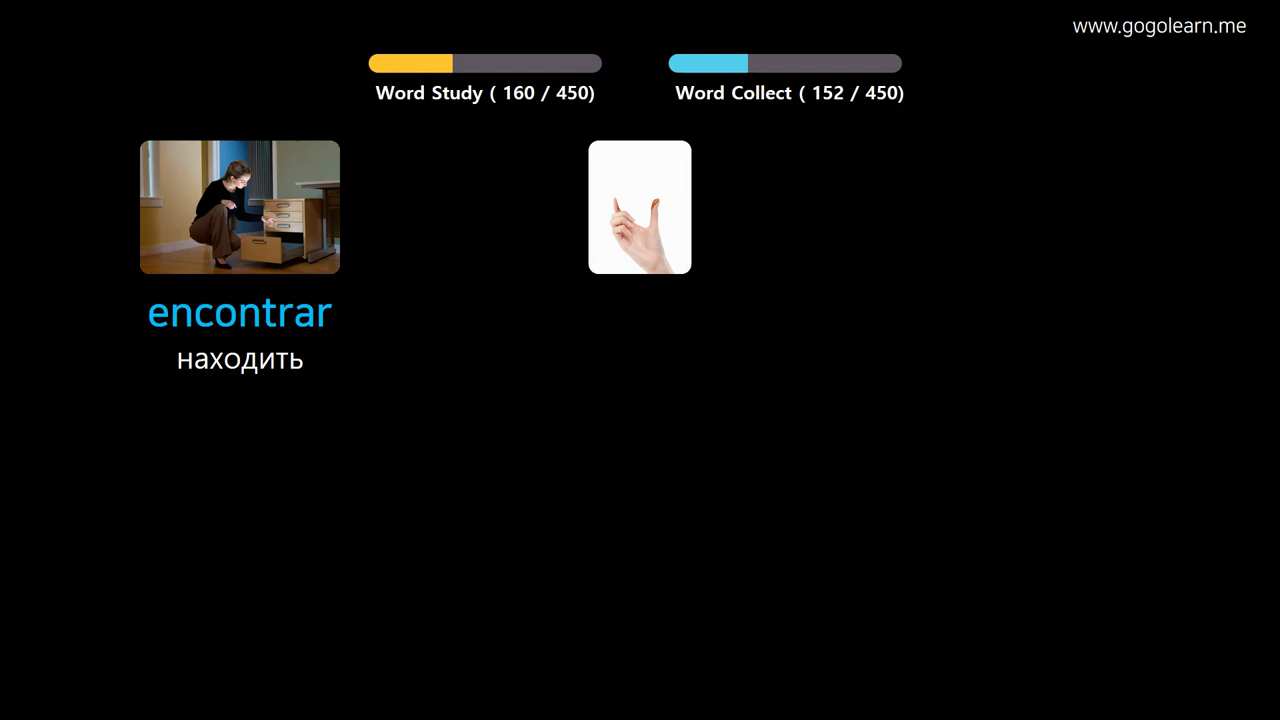 www.gogolearn.me
Word Study ( 160 / 450)
Word Collect ( 152 / 450)
encontrar
находить